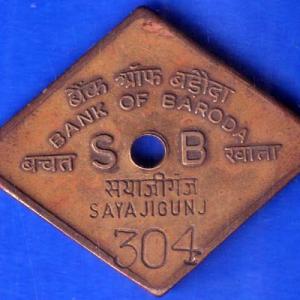 बैंक ऑफ बड़ौदा
BANK OF BARODA
बचत S B खाता
सयाजीगंज
SAYAJIGUNJ
304